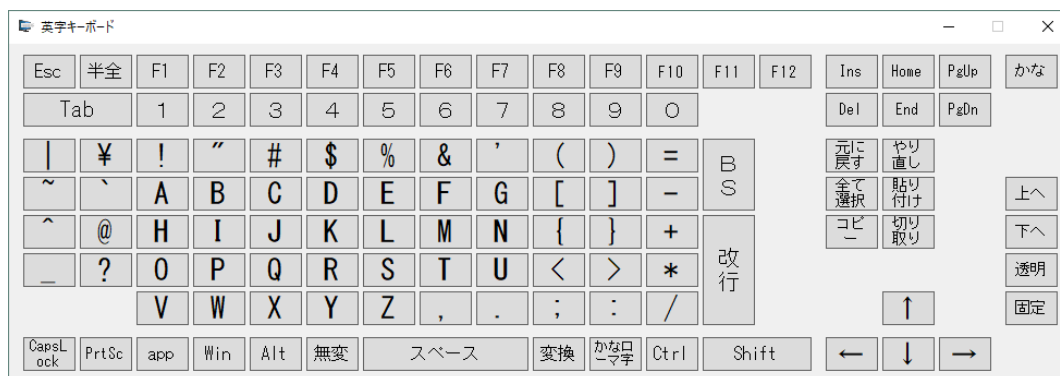 英字キーボード
Esc 半全 F1 F2 F3 F4 F5 F6 F7 F8 F9 F10 F11 F12 Ins Home PgUp かな
Tab 1 2 3 4 5 6 7 8 9 0 Del End PgDn
| ¥ ! ″ # $ % & ' ( ) = BS 元に戻す やり直し
~ ` A B C D E F G [ ] − 全て選択 貼り付け 上へ
^ @ H I J K L M N { } + 改行 コピー 切り取り 下へ
_ ? O P Q R S T U < > * 透明
V W X Y Z , . ; : / ↑ 固定
CapsLock PrtSc app Win Alt 無変 スペース 変換 かなローマ字 Ctrl Shift ← ↓ →